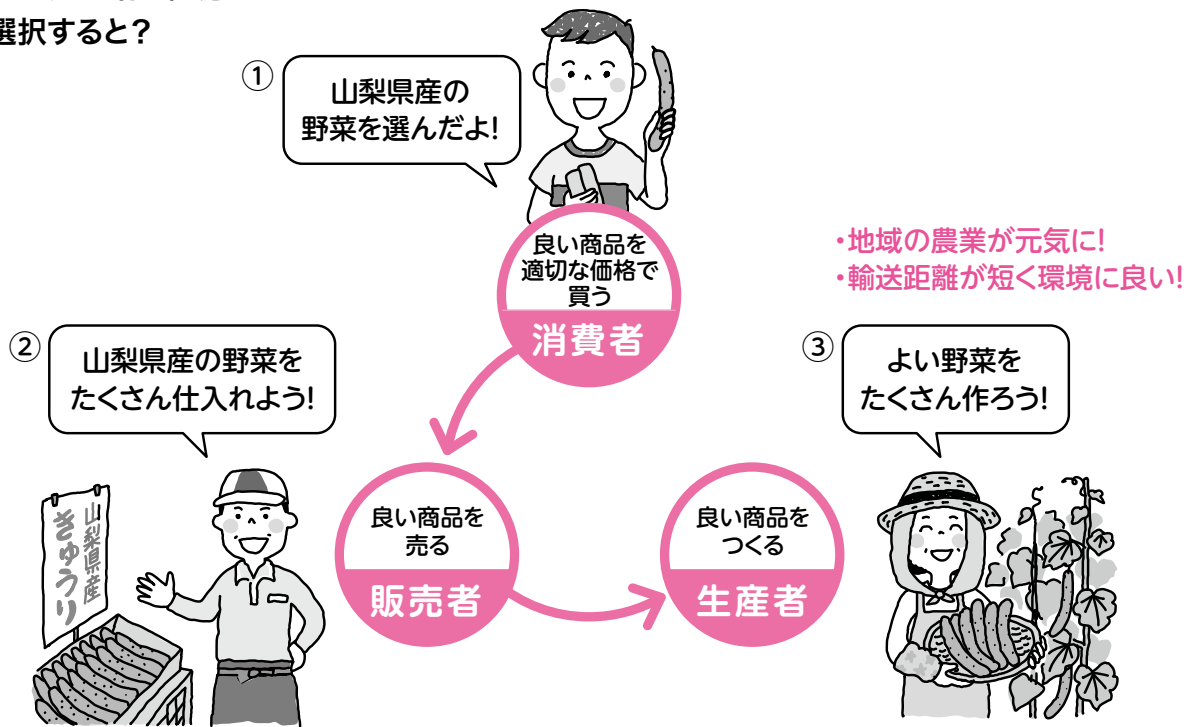 選択すると？
①
山梨県産の
野菜を選んだよ！
良い商品を
適切な価格で
買う
消費者
・地域の農業が元気に！
・輸送距離が短く環境に良い！
②
山梨県産の野菜を
たくさん仕入れよう！
③
よい野菜を
たくさん作ろう！
山梨県産
きゅうり
良い商品を
売る
販売者
良い商品を
つくる
生産者